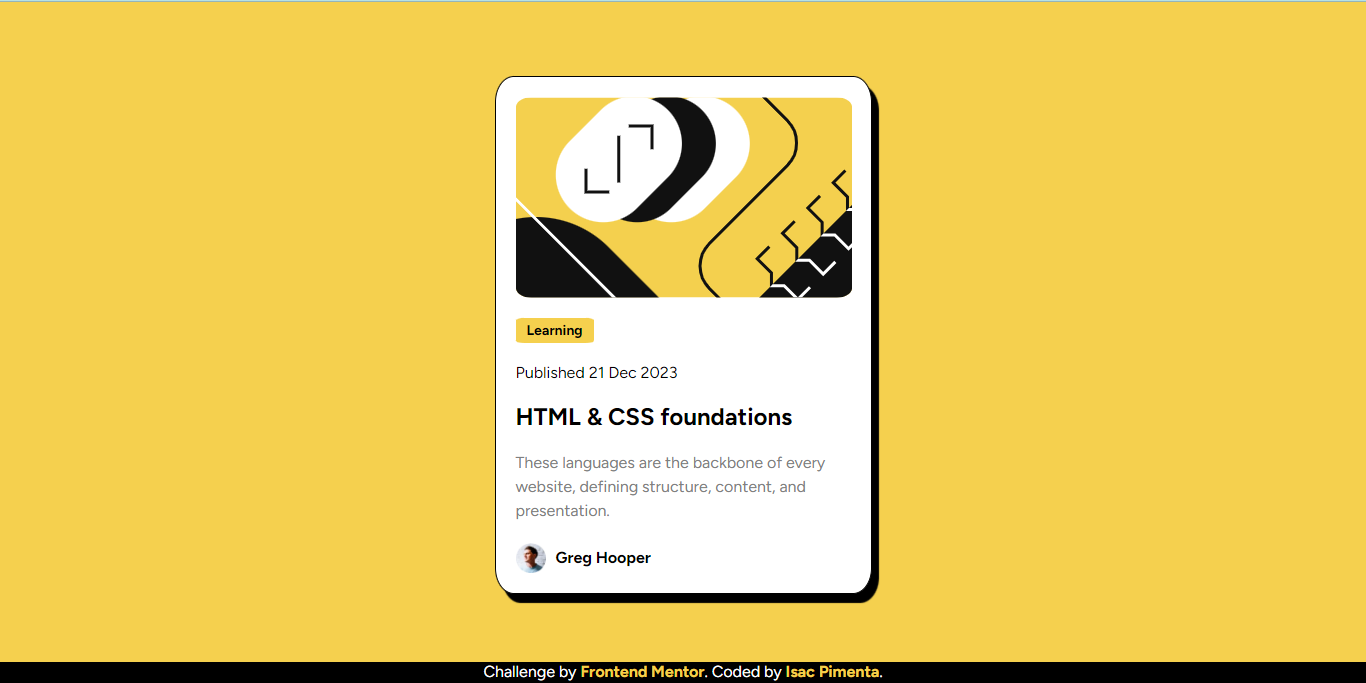 Learning
Published 21 Dec 2023
HTML & CSS foundations
These languages are the backbone of every
website, defining structure, content, and
presentation.
Greg Hooper
Challenge by Frontend Mentor. Coded by Isac Pimenta.